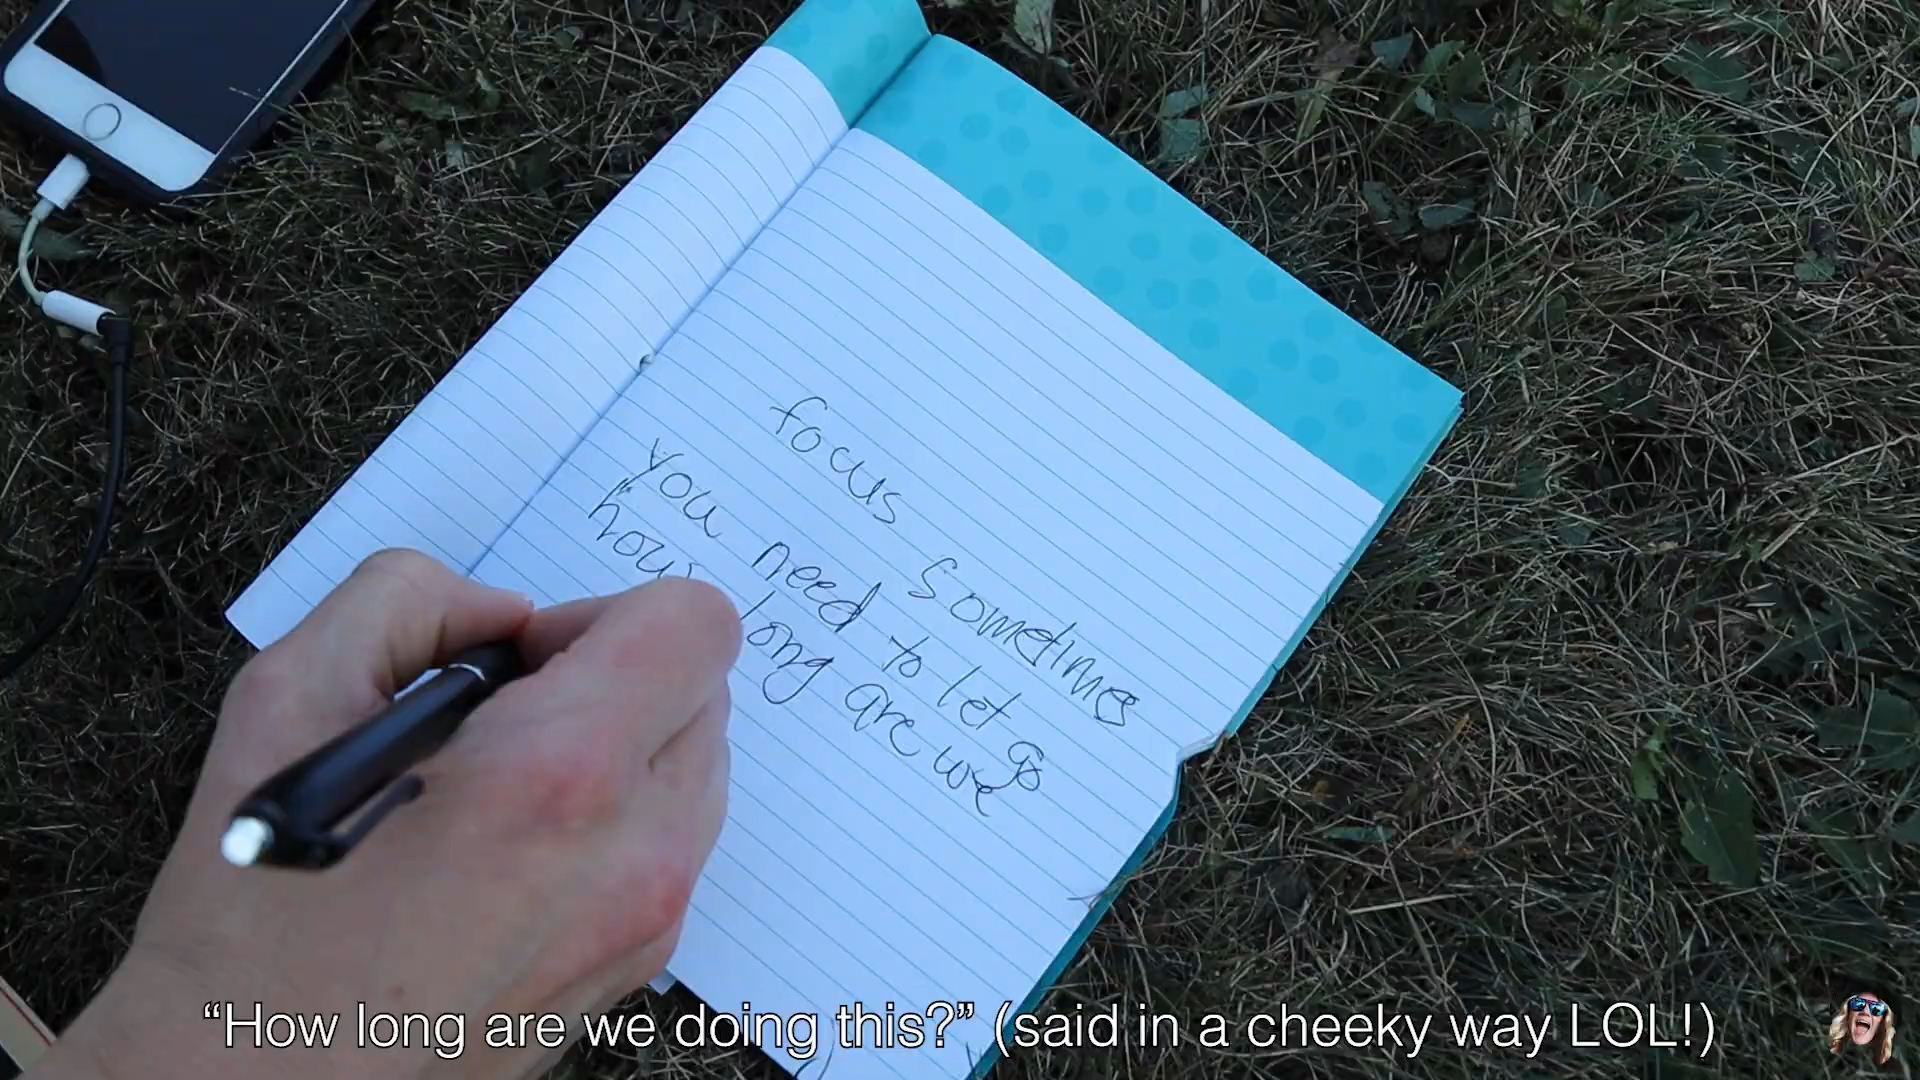 focus sometimes
you need to let go
"how long are we
“How long are we doing this?” (said in a cheeky way LOL!)